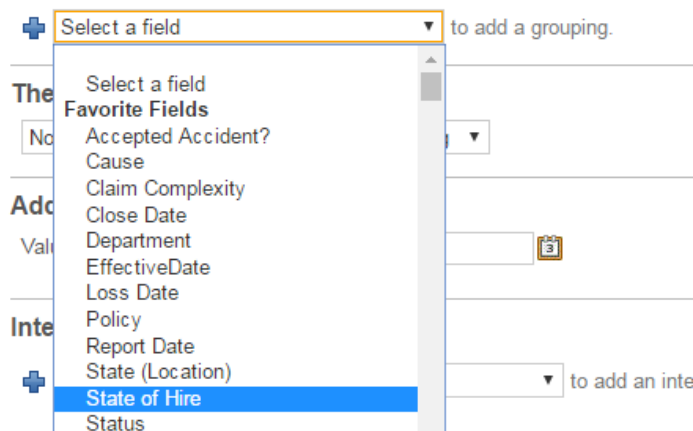 Select a field ▼ to add a grouping.
Select a field
The
Favorite Fields
No
Accepted Accident?
▼
Cause
Claim Complexity
Add
Close Date
Department
Valu
3
EffectiveDate
Loss Date
Policy
Inte
Report Date
State (Location)
▼ to add an inte
State of Hire
Status